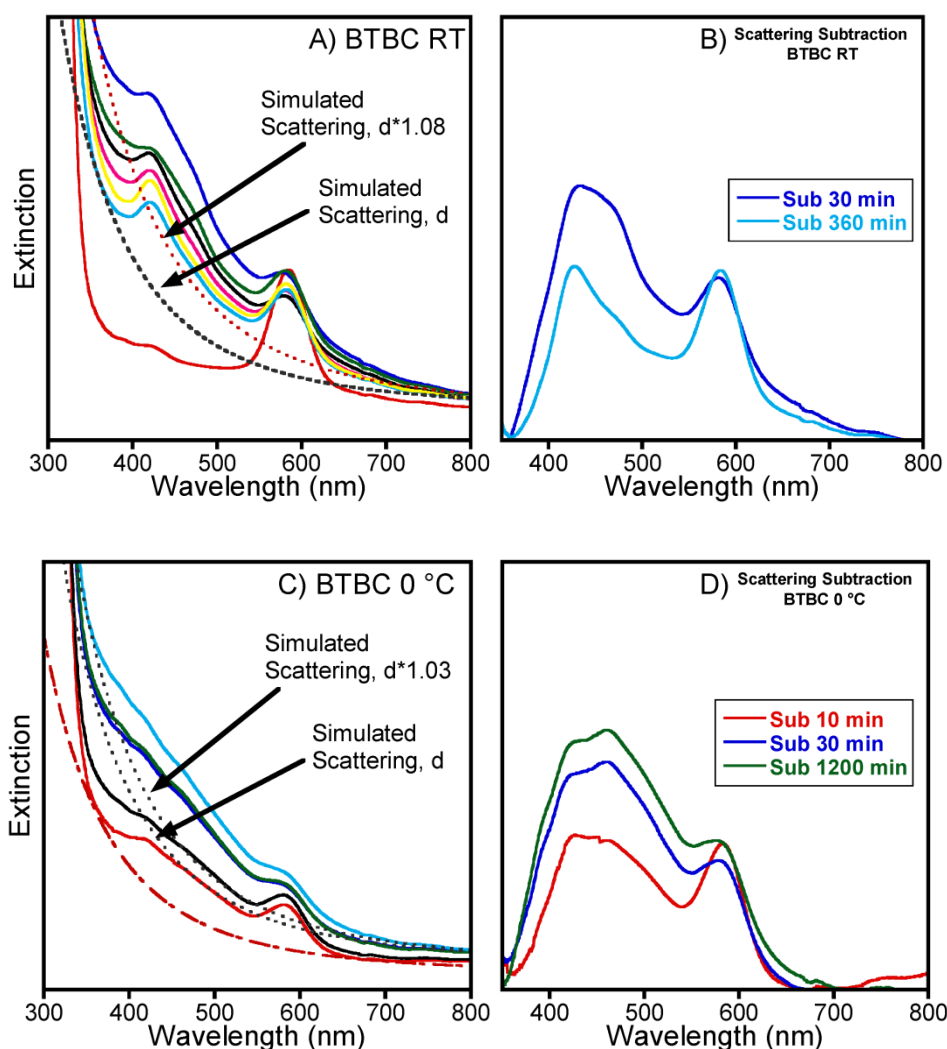 A) BTBC RT
Simulated
Scattering, d*1.08
Simulated
Scattering, d
Extinction
300 400 500 600 700 800
Wavelength (nm)
B) Scattering Subtraction
BTBC RT
Sub 30 min
Sub 360 min
400 500 600 700 800
Wavelength (nm)
C) BTBC 0 °C
Simulated
Scattering, d*1.03
Simulated
Scattering, d
Extinction
300 400 500 600 700 800
Wavelength (nm)
D) Scattering Subtraction
BTBC 0 °C
Sub 10 min
Sub 30 min
Sub 1200 min
400 500 600 700 800
Wavelength (nm)